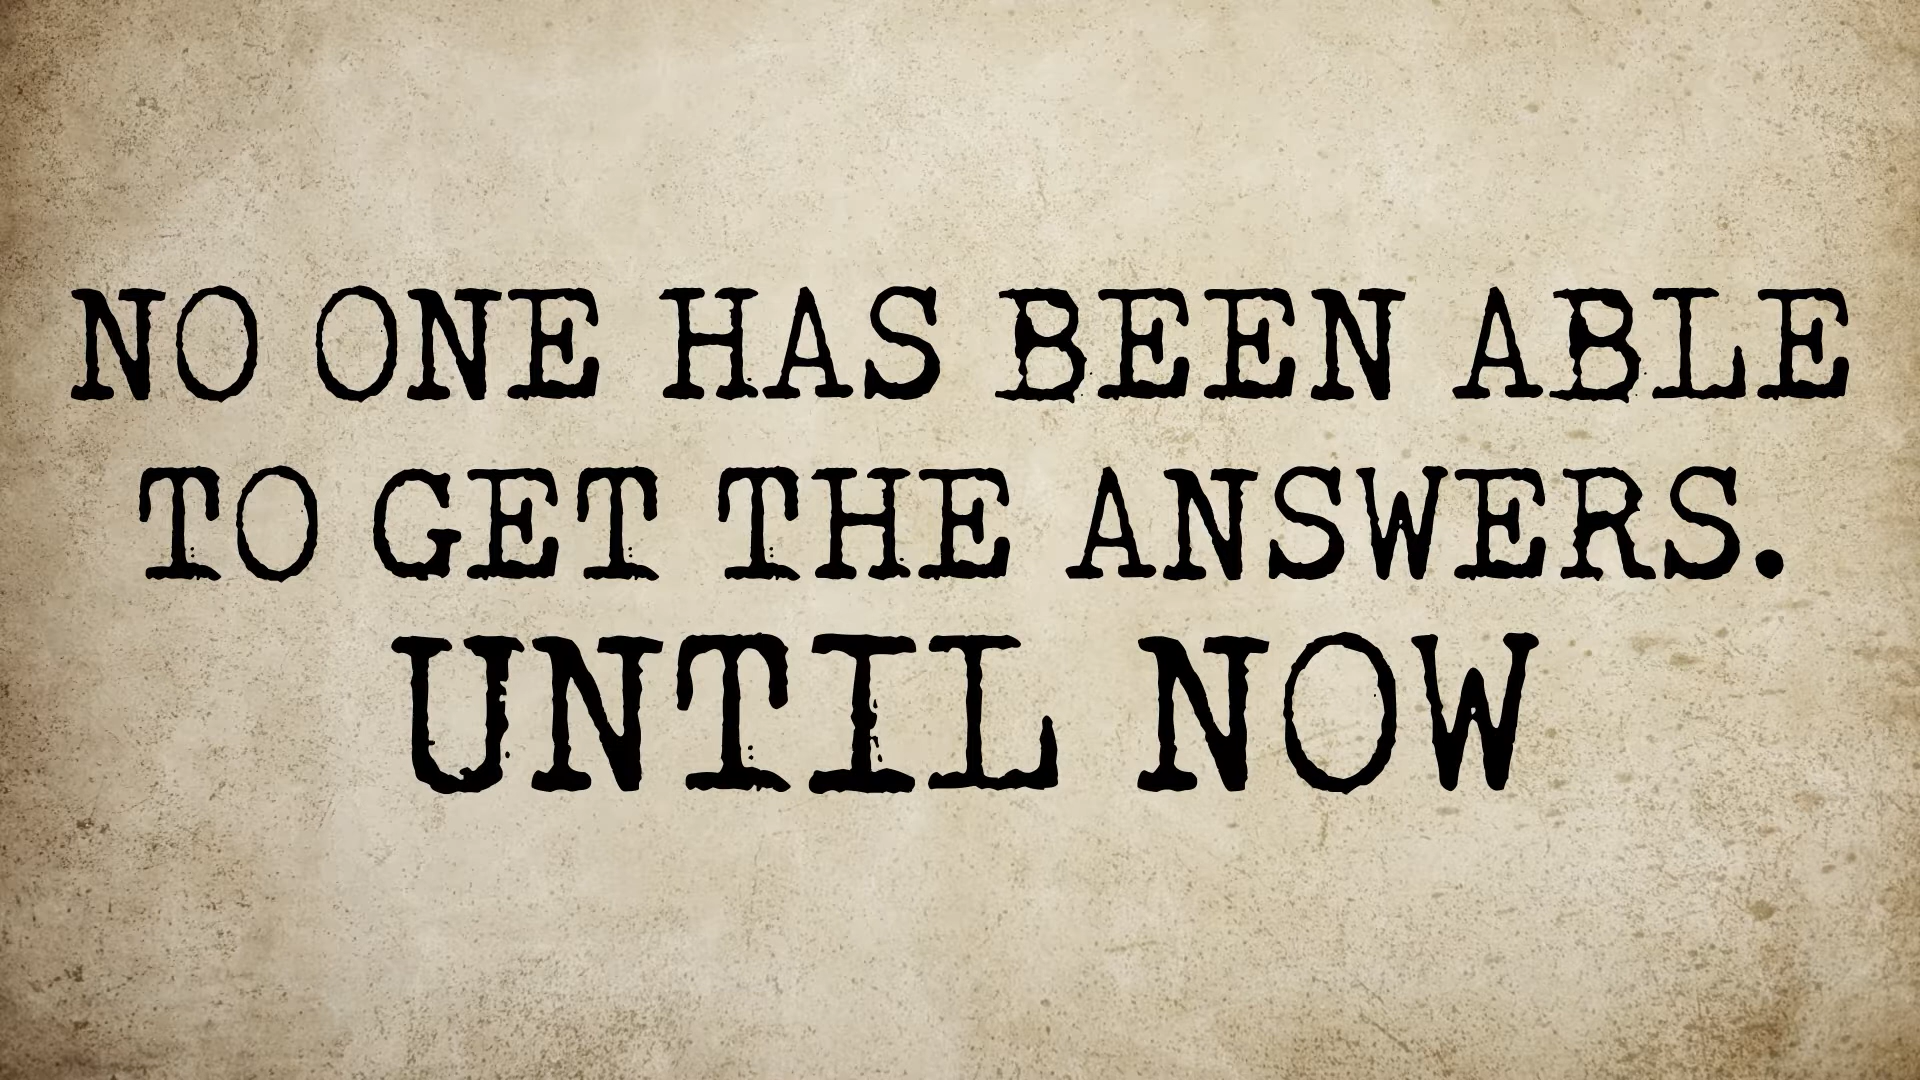 NO ONE HAS BEEN ABLE
TO GET THE ANSWERS.
UNTIL NOW